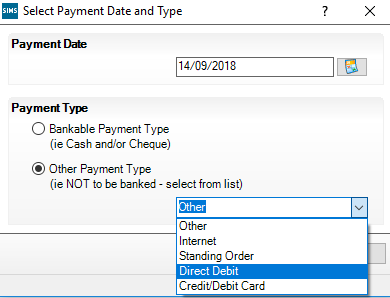 SIMS Select Payment Date and Type ? ×
Payment Date
14/09/2018
Payment Type
Bankable Payment Type
(ie Cash and/or Cheque)
Other Payment Type
(ie NOT to be banked - select from list)
Other
Other
Internet
Standing Order
Direct Debit
Credit/Debit Card